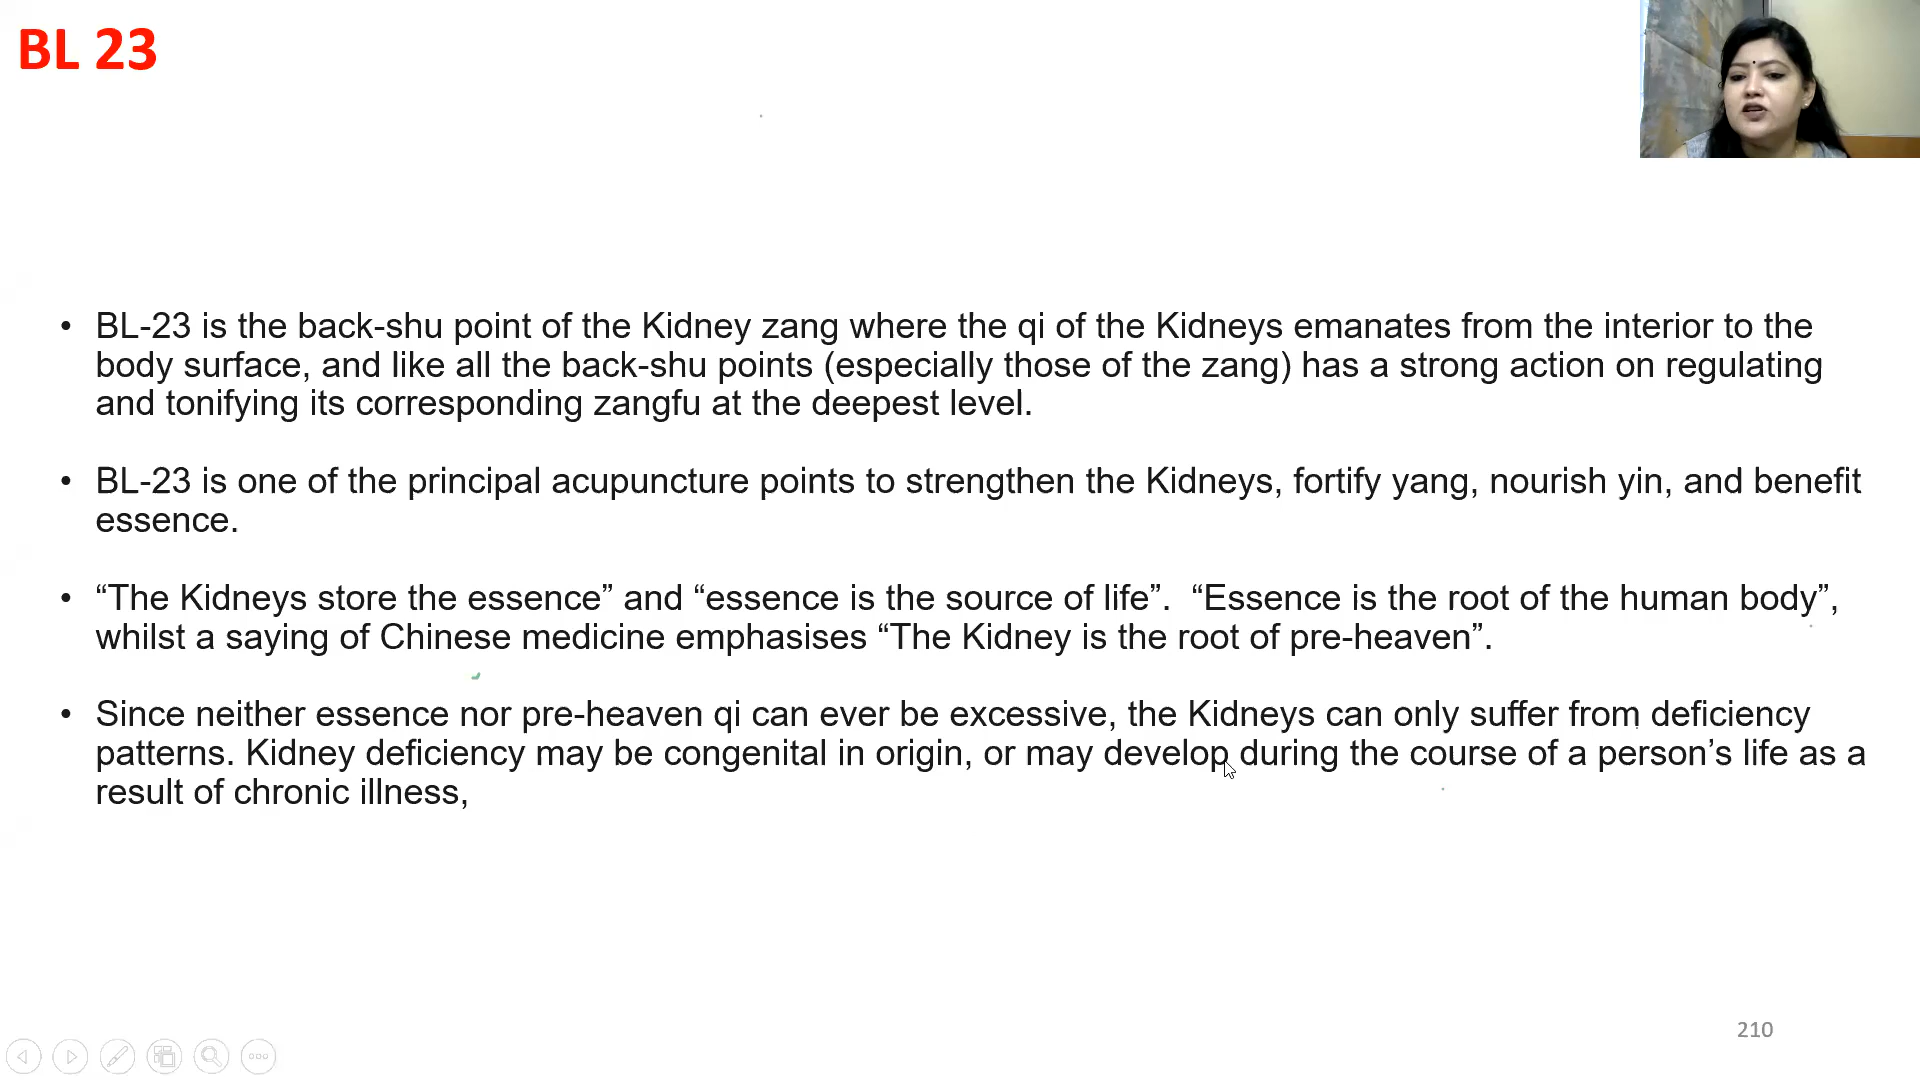 BL 23
• BL-23 is the back-shu point of the Kidney zang where the qi of the Kidneys emanates from the interior to the
body surface, and like all the back-shu points (especially those of the zang) has a strong action on regulating
and tonifying its corresponding zangfu at the deepest level.
• BL-23 is one of the principal acupuncture points to strengthen the Kidneys, fortify yang, nourish yin, and benefit
essence.
• “The Kidneys store the essence” and “essence is the source of life”.  “Essence is the root of the human body”,
whilst a saying of Chinese medicine emphasises “The Kidney is the root of pre-heaven”.
• Since neither essence nor pre-heaven qi can ever be excessive, the Kidneys can only suffer from deficiency
patterns. Kidney deficiency may be congenital in origin, or may develop during the course of a person’s life as a
result of chronic illness,
210